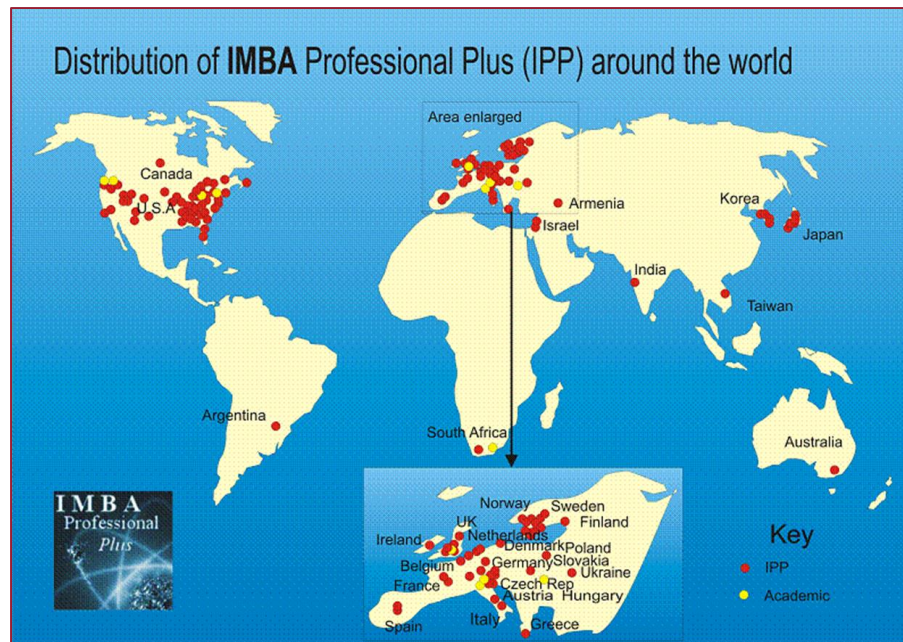 Distribution of IMBA Professional Plus (IPP) around the world
Area enlarged
Canada
U.S.A
Armenia
Israel
Korea
Japan
India
Taiwan
Argentina
South Africa
Australia
IMBA
Professional
Plus
Norway
Sweden
UK
Finland
Ireland
Netherlands
Denmark
Poland
Belgium
Germany
Slovakia
France
Czech Rep
Ukraine
Austria
Hungary
Spain
Italy
Greece
Key
IPP
Academic